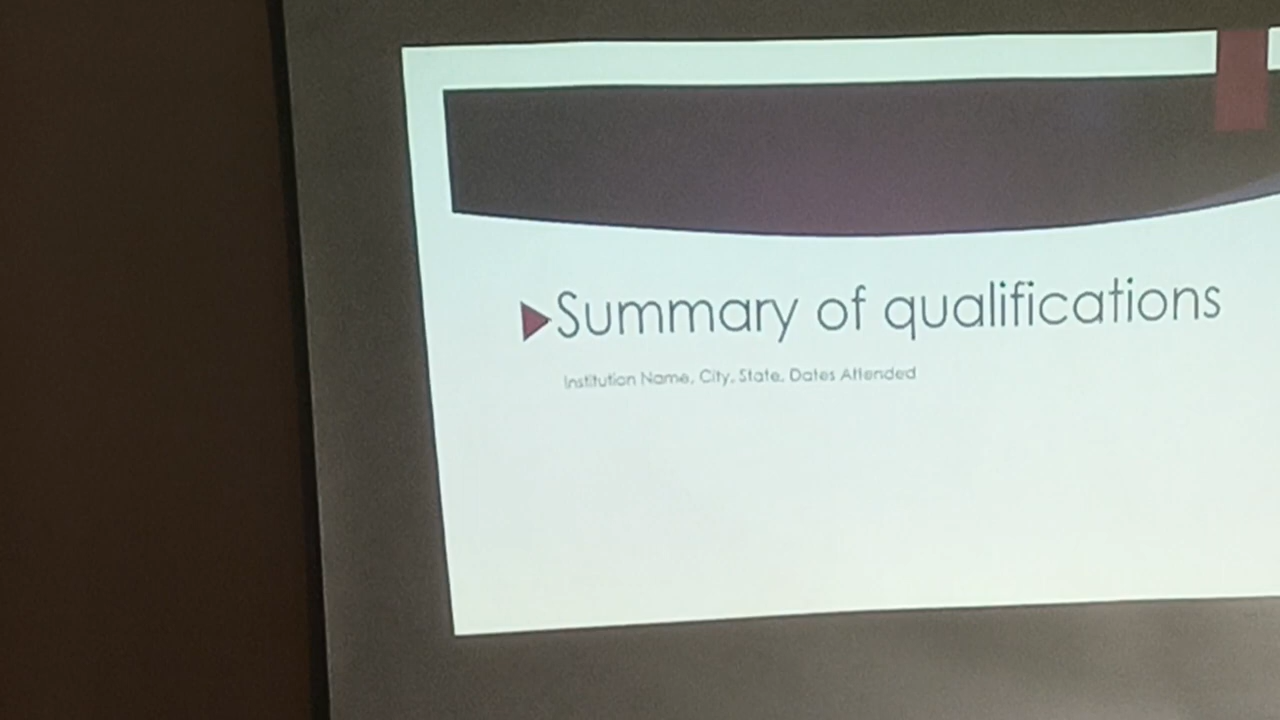 Summary of qualifications
Institution Name, City, State, Dates Attended